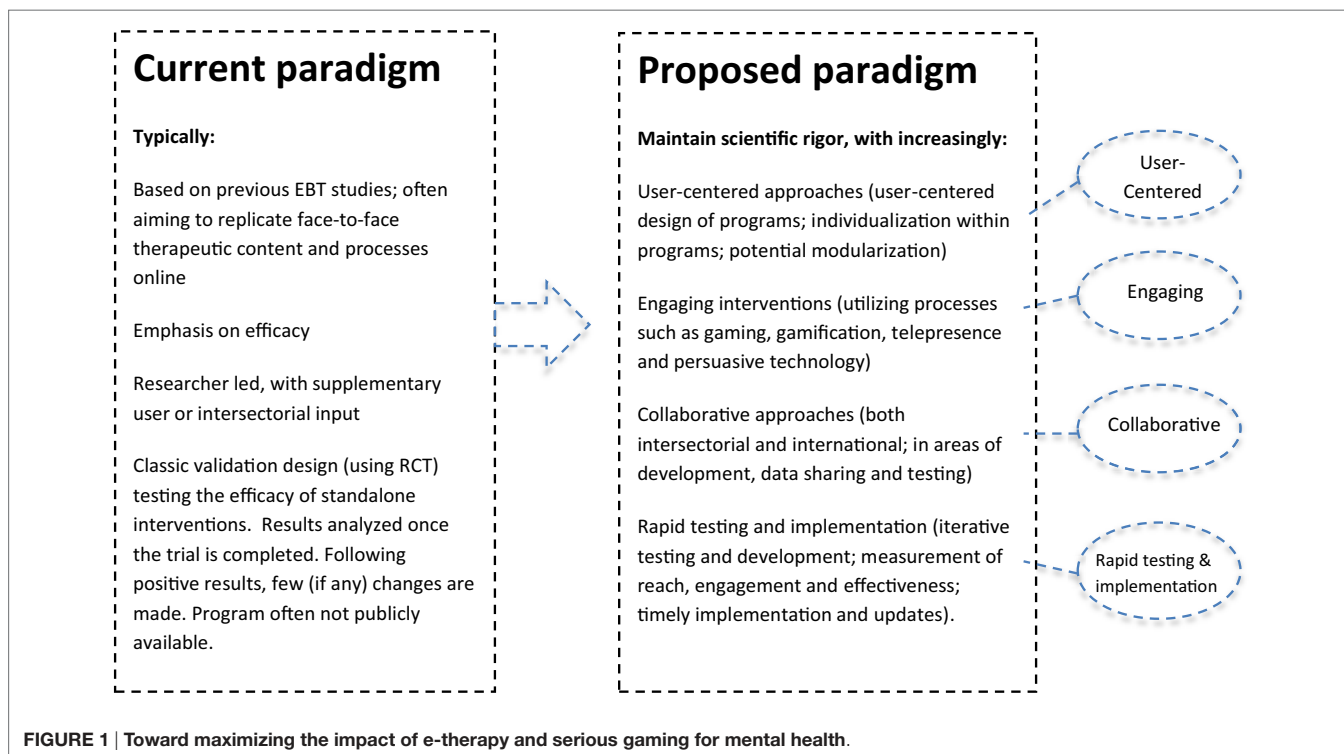 Current paradigm
Typically:
Based on previous EBT studies; often
aiming to replicate face-to-face
therapeutic content and processes
online
Emphasis on efficacy
Researcher led, with supplementary
user or intersectorial input
Classic validation design (using RCT)
testing the efficacy of standalone
interventions.  Results analyzed once
the trial is completed. Following
positive results, few (if any) changes are
made. Program often not publicly
available.
Proposed paradigm
Maintain scientific rigor, with increasingly:
User-centered approaches (user-centered
design of programs; individualization within
programs; potential modularization)
Engaging interventions (utilizing processes
such as gaming, gamification, telepresence
and persuasive technology)
Collaborative approaches (both
intersectorial and international; in areas of
development, data sharing and testing)
Rapid testing and implementation (iterative
testing and development; measurement of
reach, engagement and effectiveness;
timely implementation and updates).
User-
Centered
Engaging
Collaborative
Rapid testing &
implementation
FIGURE 1 | Toward maximizing the impact of e-therapy and serious gaming for mental health.